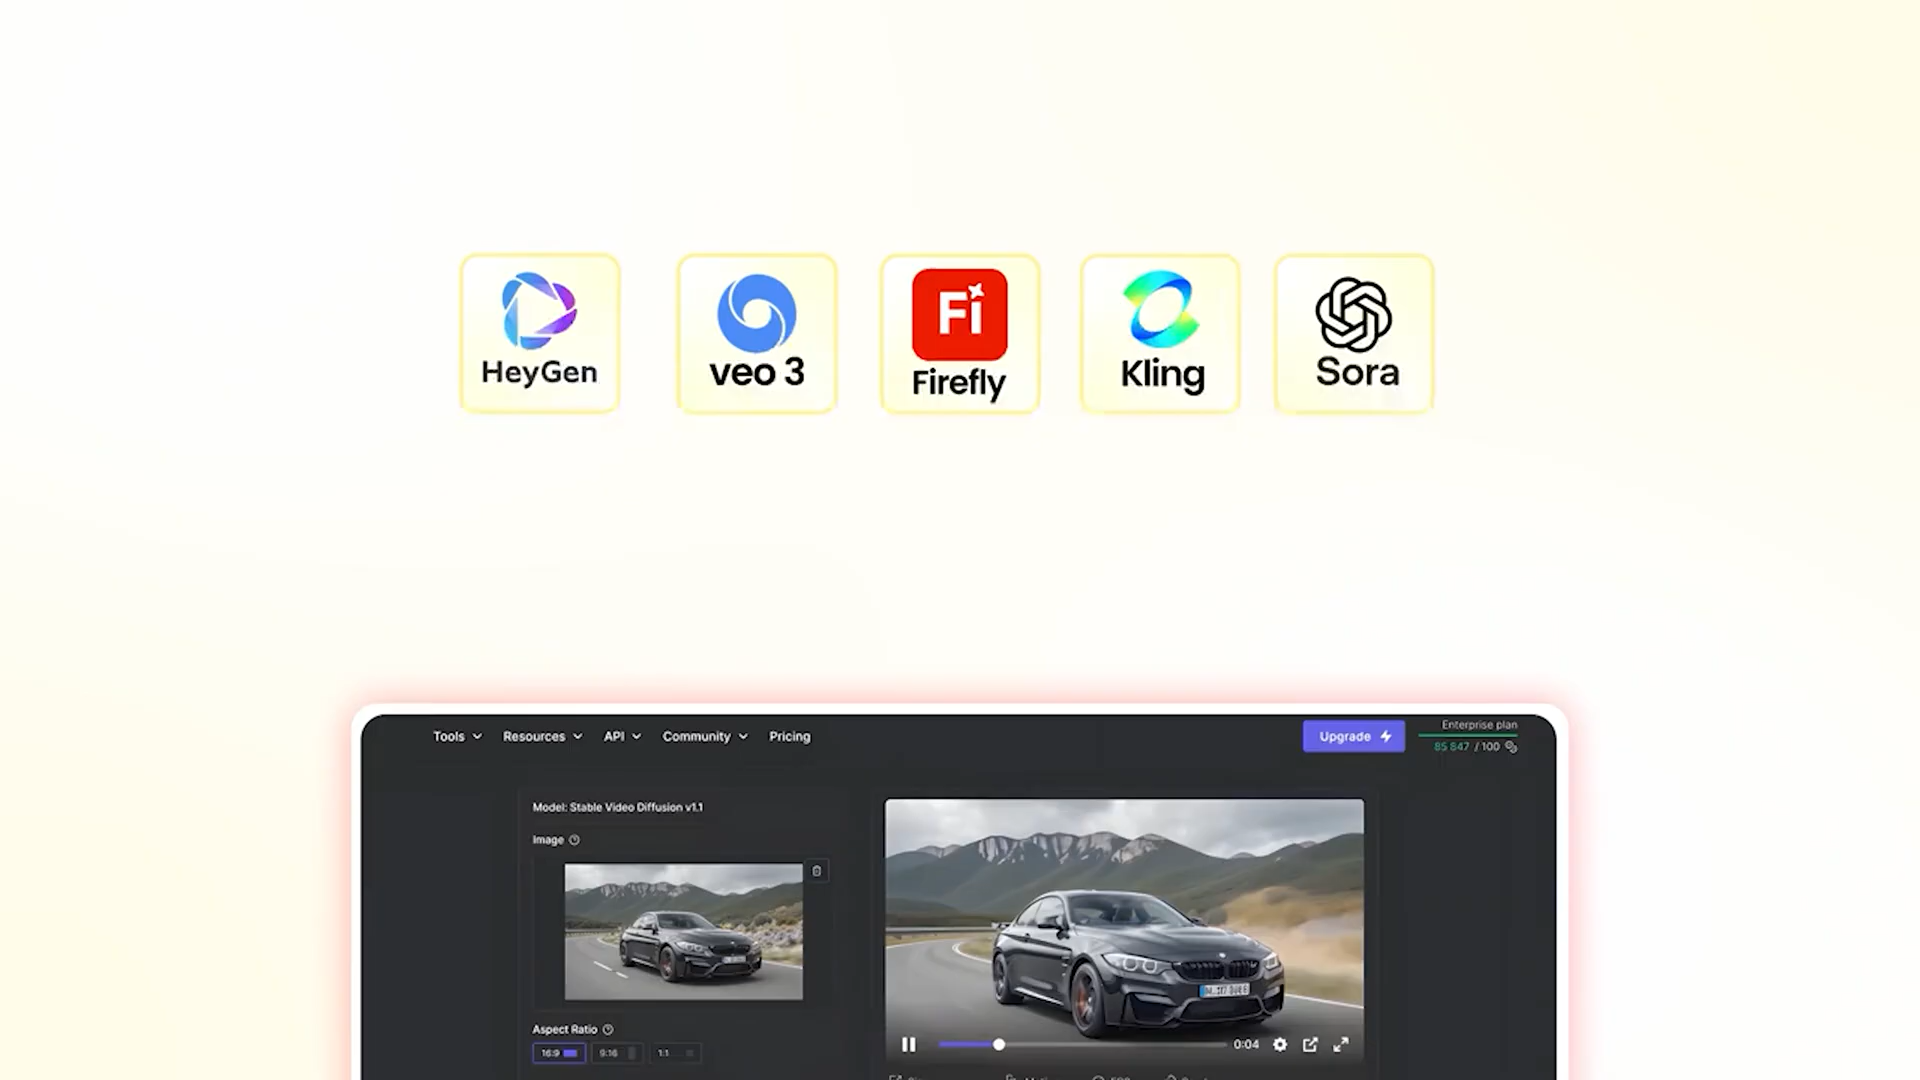 HeyGen
veo 3
Fi
Firefly
Kling
Sora
Tools
Resources
API
Community
Pricing
Upgrade
Enterprise plan
85 847 / 100
Model: Stable Video Diffusion v1.1
Image
Aspect Ratio
16:9
9:16
1:1
0:04